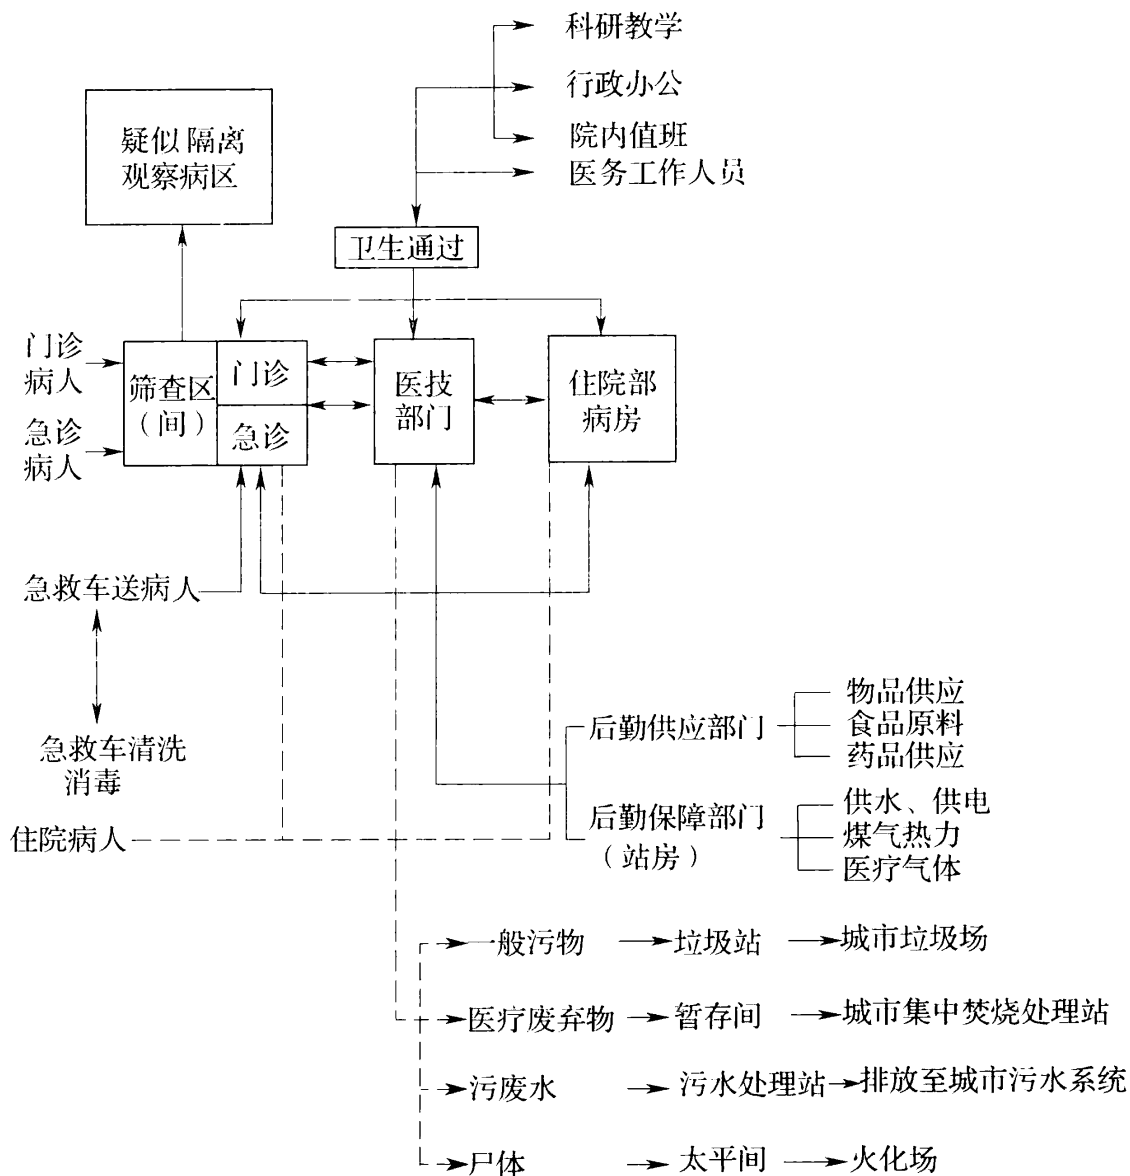 科研教学
行政办公
院内值班
医务工作人员
疑似隔离
观察病区
卫生通过
门诊
病人
急诊
病人
筛查区
（间）
门诊
急诊
医技
部门
住院部
病房
急救车送病人
急救车清洗
消毒
住院病人
后勤供应部门
物品供应
食品原料
药品供应
后勤保障部门
（站房）
供水、供电
煤气热力
医疗气体
一般污物
垃圾站
城市垃圾场
医疗废弃物
暂存间
城市集中焚烧处理站
污废水
污水处理站
排放至城市污水系统
尸体
太平间
火化场